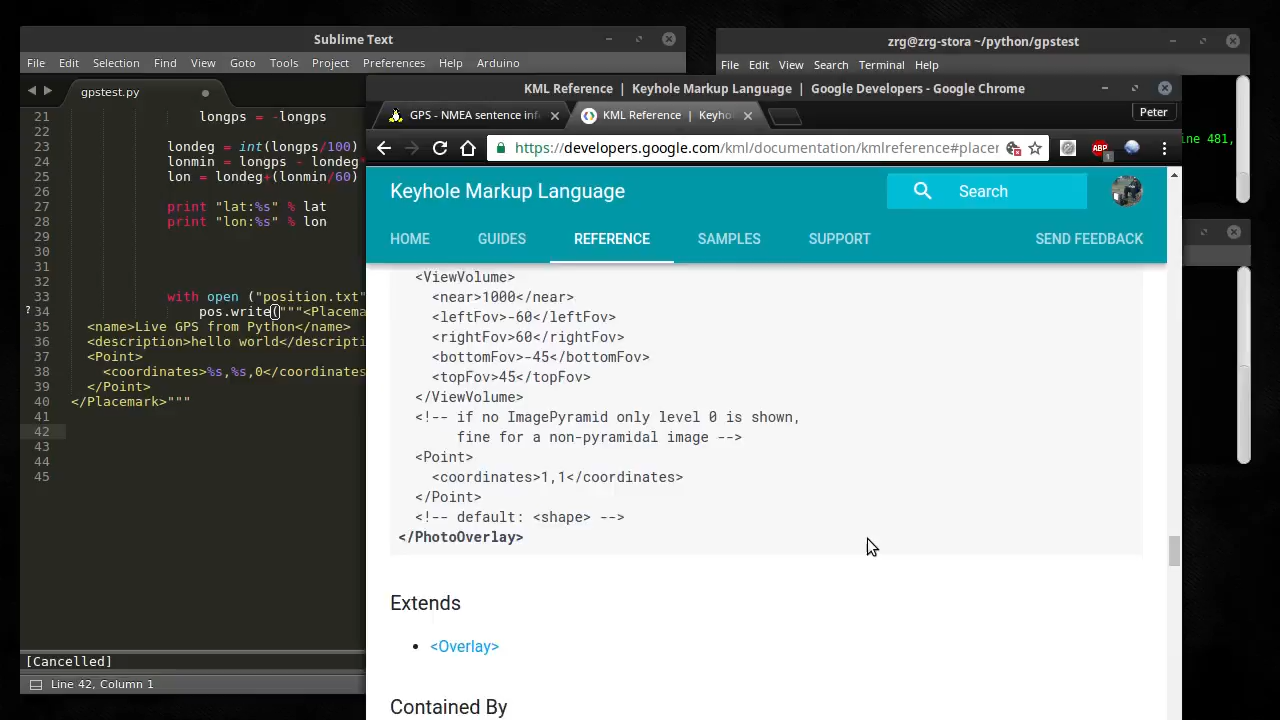 Sublime Text
File Edit Selection Find View Goto Tools Project Preferences Help Arduino
gpstest.py
21 longps = -longps
22
23 londeg = int(longps/100)
24 lonmin = longps - londeg*
25 lon = londeg+(lonmin/60)
26
27 print "lat:%s" % lat
28 print "lon:%s" % lon
29
30
31
32
33 with open ("position.txt"
? 34 pos.write("""<Placema
35 <name>Live GPS from Python</name>
36 <description>hello world</descripti
37 <Point>
38 <coordinates>%s,%s,0</coordinates
39 </Point>
40 </Placemark>"""
41
42
43
44
45
[Cancelled]
Line 42, Column 1
zrg@zrg-stora ~/python/gpstest
File Edit View Search Terminal Help
ine 481,
KML Reference | Keyhole Markup Language | Google Developers - Google Chrome
GPS - NMEA sentence inf
KML Reference | Keyho
Peter
https://developers.google.com/kml/documentation/kmlreference#placer
ABP
1
Keyhole Markup Language
Search
HOME GUIDES REFERENCE SAMPLES SUPPORT SEND FEEDBACK
<ViewVolume>
<near>1000</near>
<leftFov>-60</leftFov>
<rightFov>60</rightFov>
<bottomFov>-45</bottomFov>
<topFov>45</topFov>
</ViewVolume>
<!-- if no ImagePyramid only level 0 is shown,
fine for a non-pyramidal image -->
<Point>
<coordinates>1,1</coordinates>
</Point>
<!-- default: <shape> -->
</PhotoOverlay>
Extends
• <Overlay>
Contained By